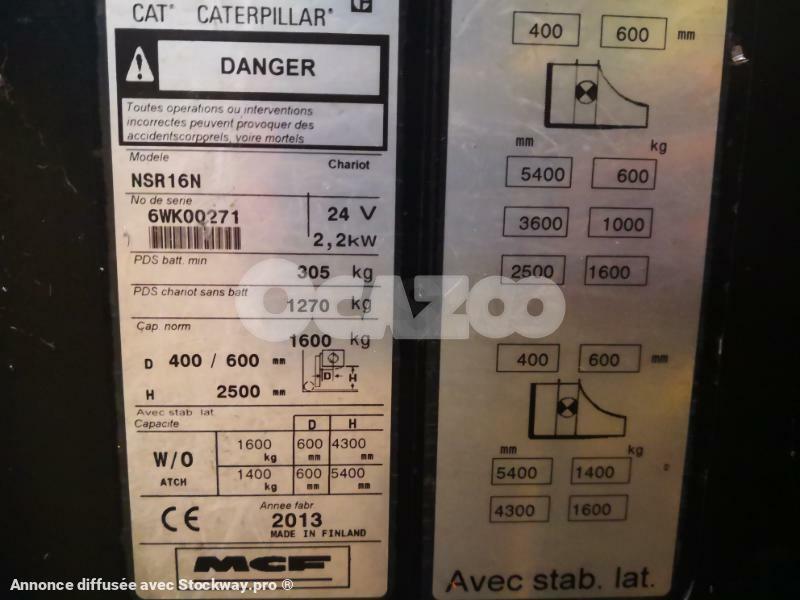 CAT® CATERPILLAR®
DANGER
Toutes operations ou interventions
incorrectes peuvent provoquer des
accidentscorporels, voire mortels
Modele Chariot
NSR16N
No de serie
6WK00271 24 V
2,2kW
PDS batt. min
305 kg
PDS chariot sans batt
1270 kg
Çap norm
1600 kg
D 400 / 600 mm D H
H 2500 mm
Avec stab lat.
Capacite D H
W/O 1600 kg 600 mm 4300 mm
ATCH 1400 kg 600 mm 5400 mm
Annee fabr
CE 2013
MADE IN FINLAND
MCF
400 600 mm
mm kg
5400 600
3600 1000
2500 1600
400 600 mm
mm kg
5400 1400
4300 1600
Avec stab. lat.
OCAZOO
Annonce diffusée avec Stockway.pro ®